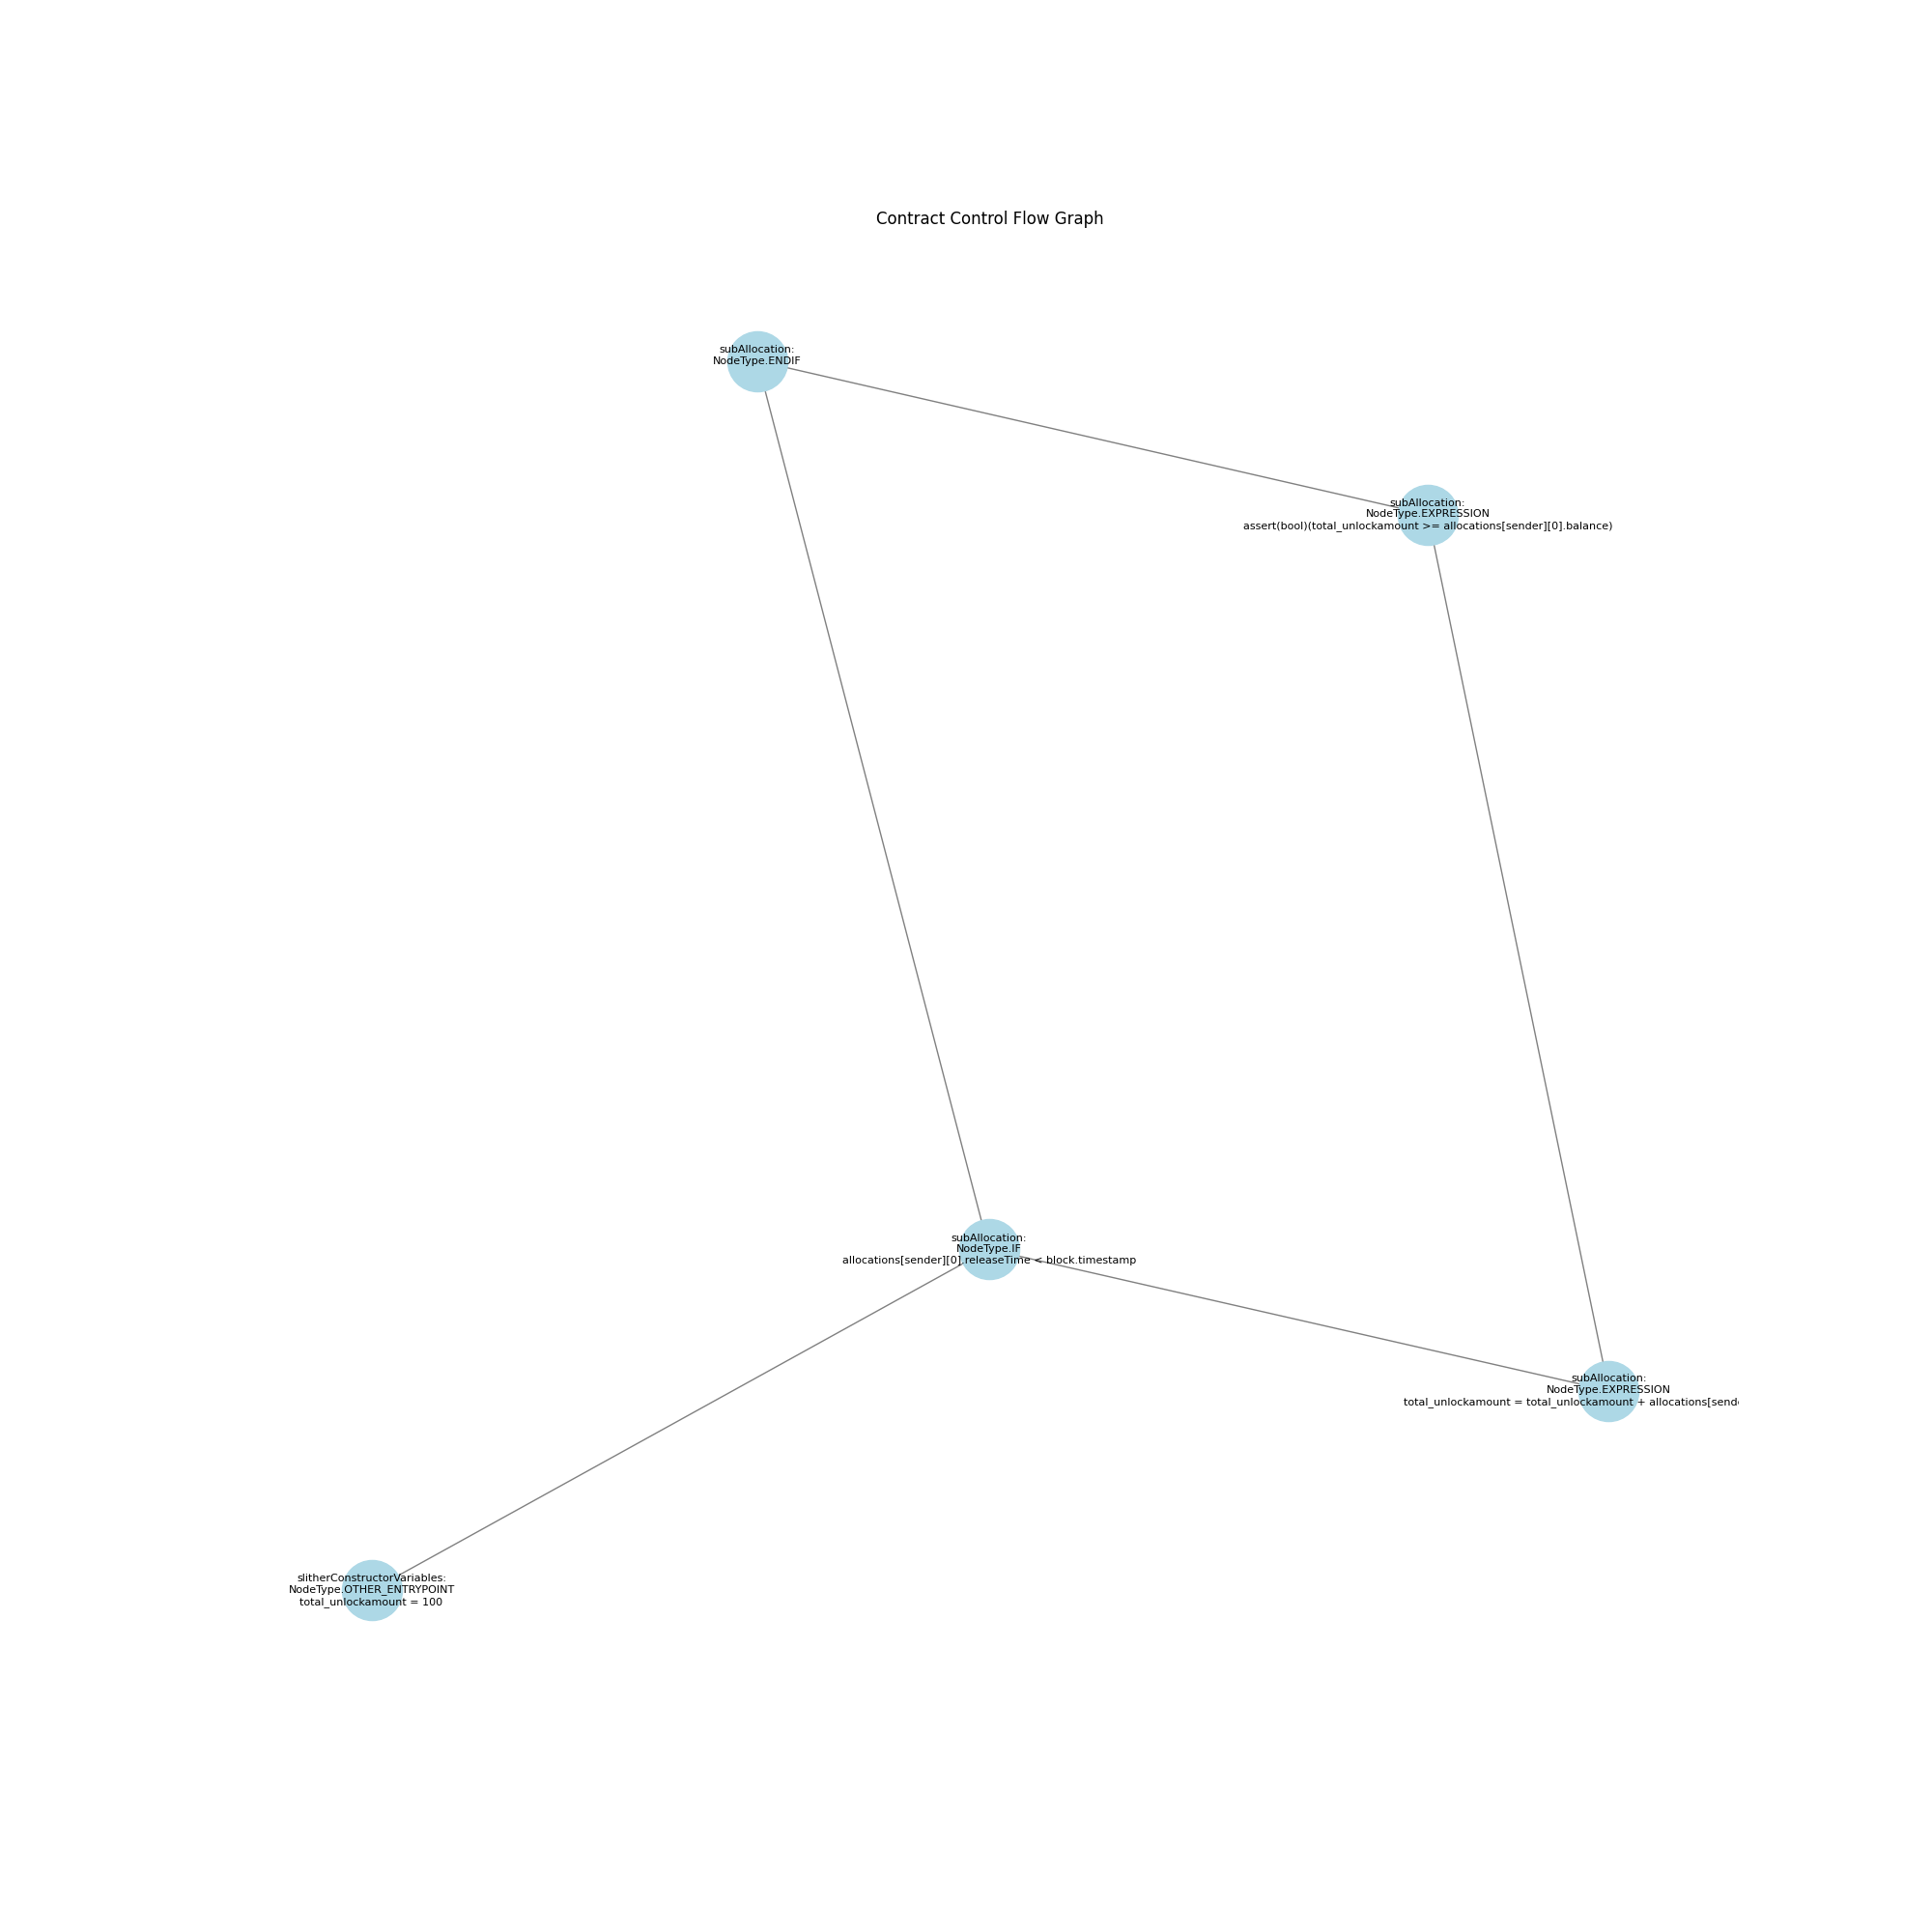 Contract Control Flow Graph
subAllocation:
NodeType.ENDIF
subAllocation:
NodeType.EXPRESSION
assert(bool)(total_unlockamount >= allocations[sender][0].balance)
subAllocation:
NodeType.IF
allocations[sender][0].releaseTime < block.timestamp
subAllocation:
NodeType.EXPRESSION
total_unlockamount = total_unlockamount + allocations[send
slitherConstructorVariables:
NodeType.OTHER_ENTRYPOINT
total_unlockamount = 100